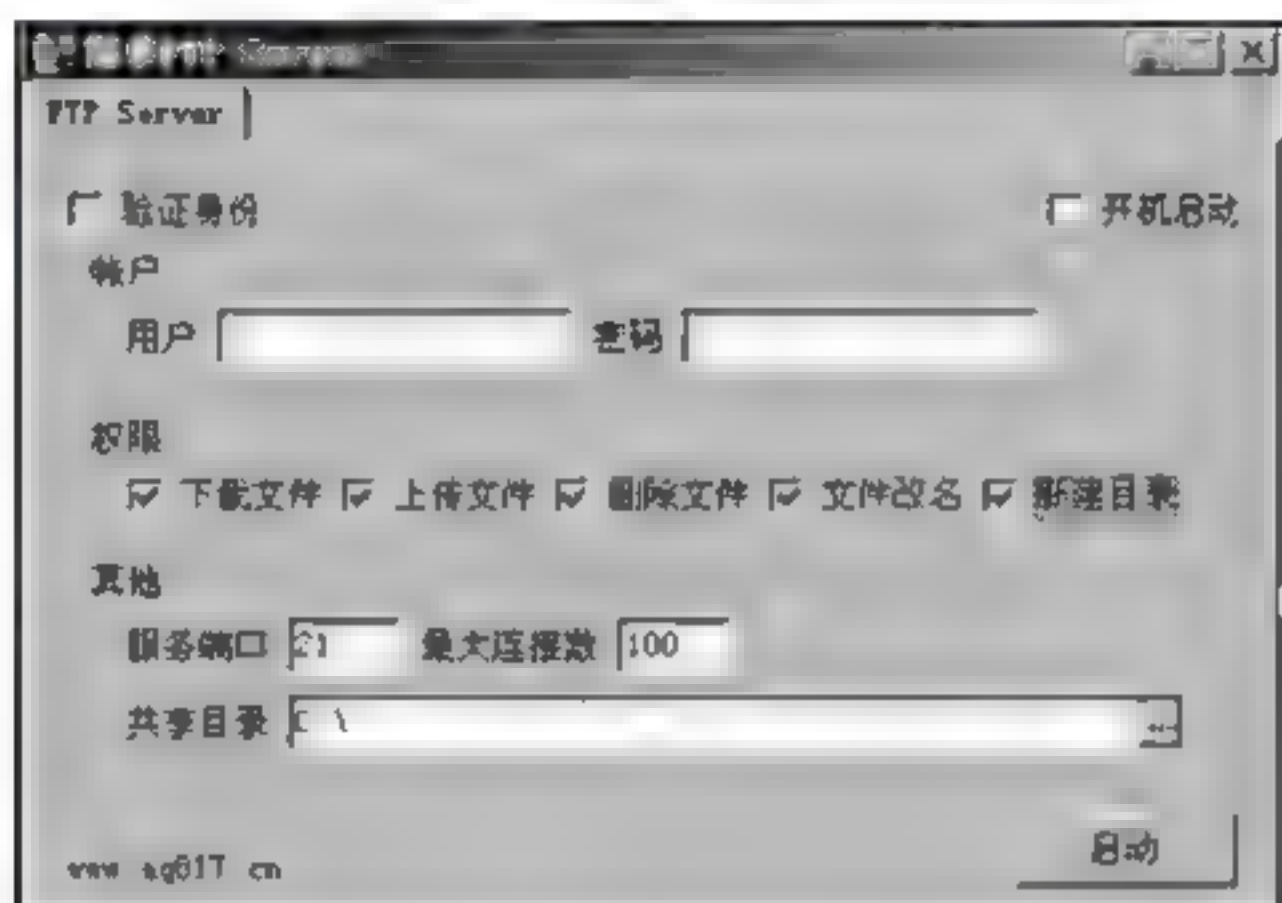 FTP Server
验证身份 开机启动
帐户
用户 密码
权限
下载文件 上传文件 删除文件 文件改名 新建目录
其他
服务端口 21 最大连接数 100
共享目录 C \
启动